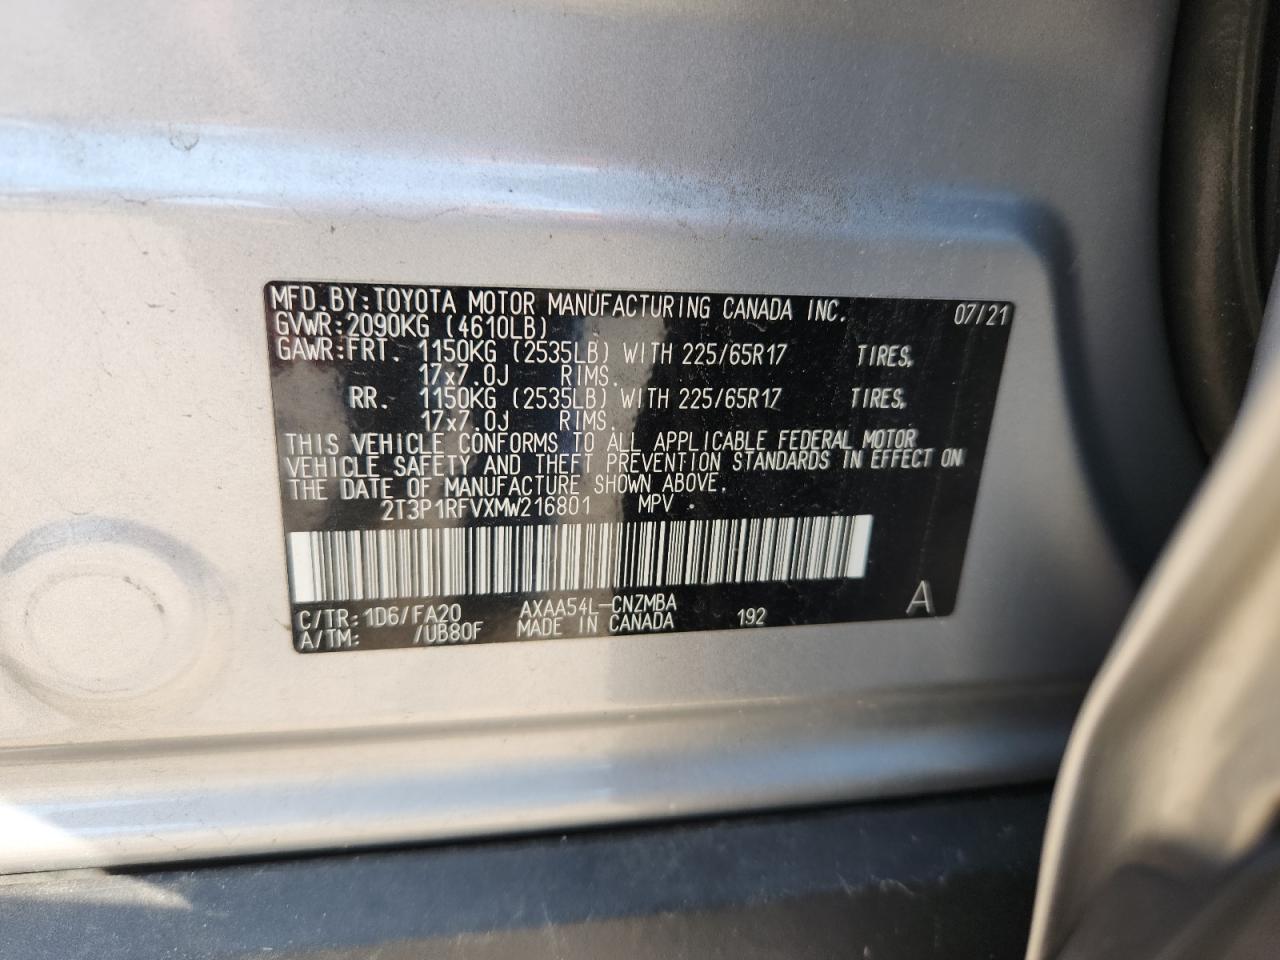 MFD.BY:TOYOTA MOTOR MANUFACTURING CANADA INC. 07/21
GVWR:2090KG (4610LB)
GAWR:FRT. 1150KG (2535LB) WITH 225/65R17 TIRES,
17x7.0J RIMS.
RR. 1150KG (2535LB) WITH 225/65R17 TIRES,
17x7.0J RIMS.
THIS VEHICLE CONFORMS TO ALL APPLICABLE FEDERAL MOTOR
VEHICLE SAFETY AND THEFT PREVENTION STANDARDS IN EFFECT ON
THE DATE OF MANUFACTURE SHOWN ABOVE.
2T3P1RFVXMW216801 MPV .
C/TR:1D6/FA20 AXAA54L-CNZMBA 192 A
A/TM: /UB80F MADE IN CANADA